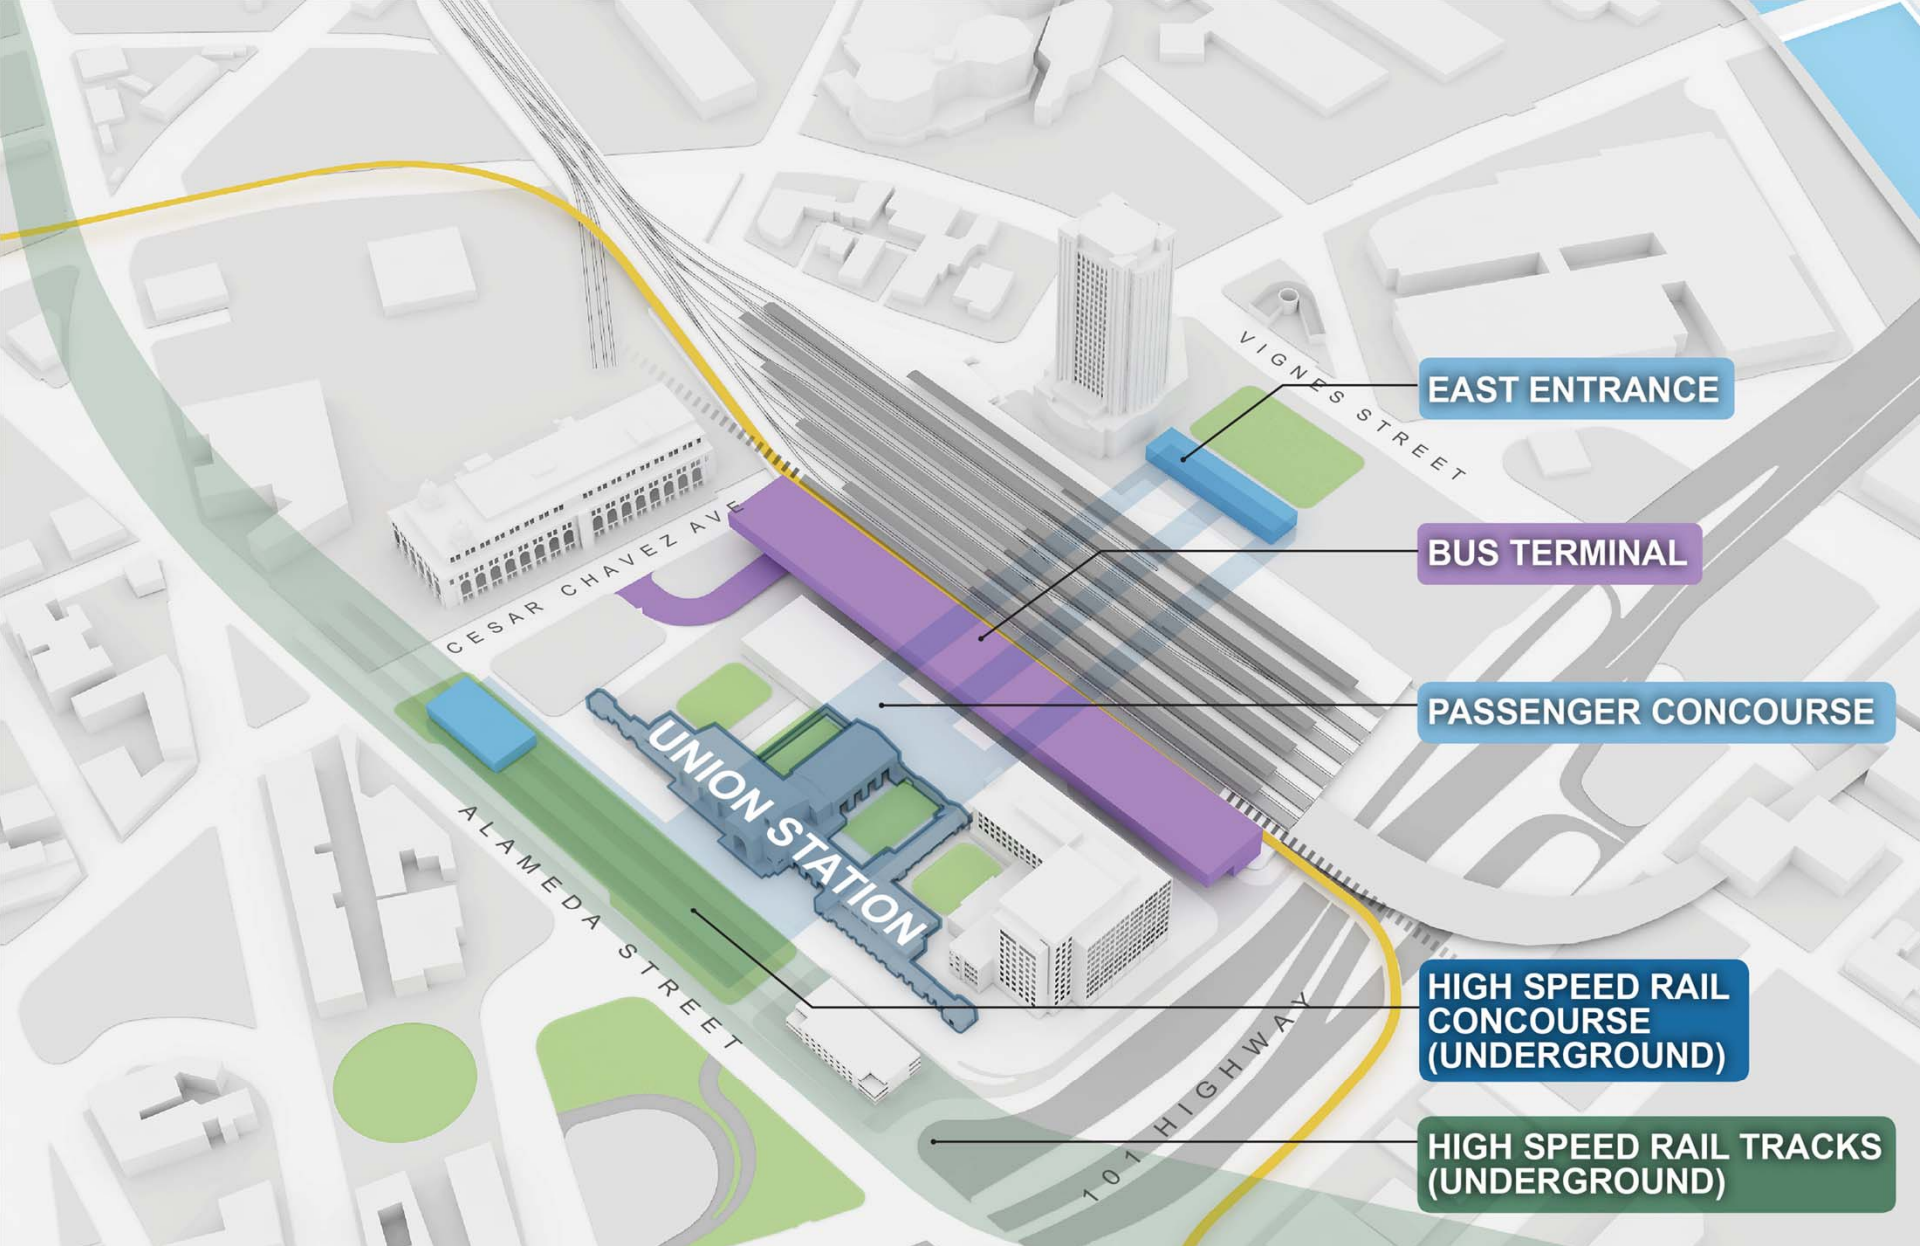 VIGNES STREET
EAST ENTRANCE
CESAR CHAVEZ AVE
BUS TERMINAL
PASSENGER CONCOURSE
UNION STATION
ALAMEDA STREET
HIGH SPEED RAIL
CONCOURSE
(UNDERGROUND)
101 HIGHWAY
HIGH SPEED RAIL TRACKS
(UNDERGROUND)